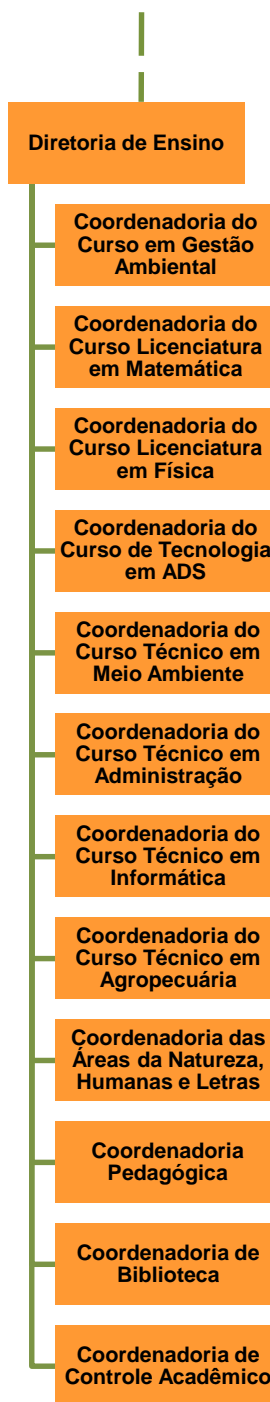 Diretoria de Ensino
Coordenadoria do
Curso em Gestão
Ambiental
Coordenadoria do
Curso Licenciatura
em Matemática
Coordenadoria do
Curso Licenciatura
em Física
Coordenadoria do
Curso de Tecnologia
em ADS
Coordenadoria do
Curso Técnico em
Meio Ambiente
Coordenadoria do
Curso Técnico em
Administração
Coordenadoria do
Curso Técnico em
Informática
Coordenadoria do
Curso Técnico em
Agropecuária
Coordenadoria das
Áreas da Natureza,
Humanas e Letras
Coordenadoria
Pedagógica
Coordenadoria de
Biblioteca
Coordenadoria de
Controle Acadêmico